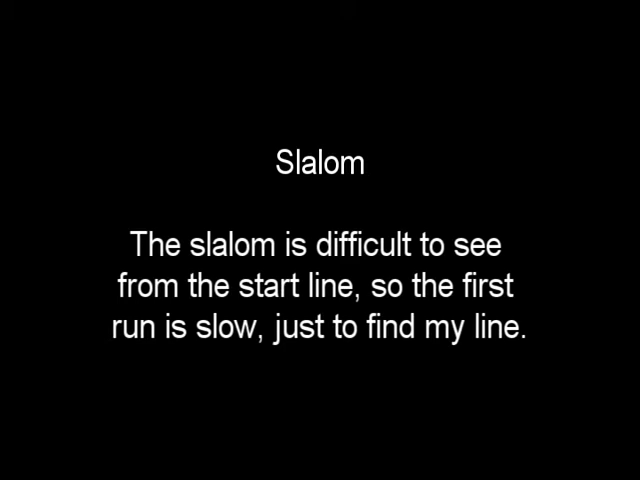 Slalom
The slalom is difficult to see
from the start line, so the first
run is slow, just to find my line.